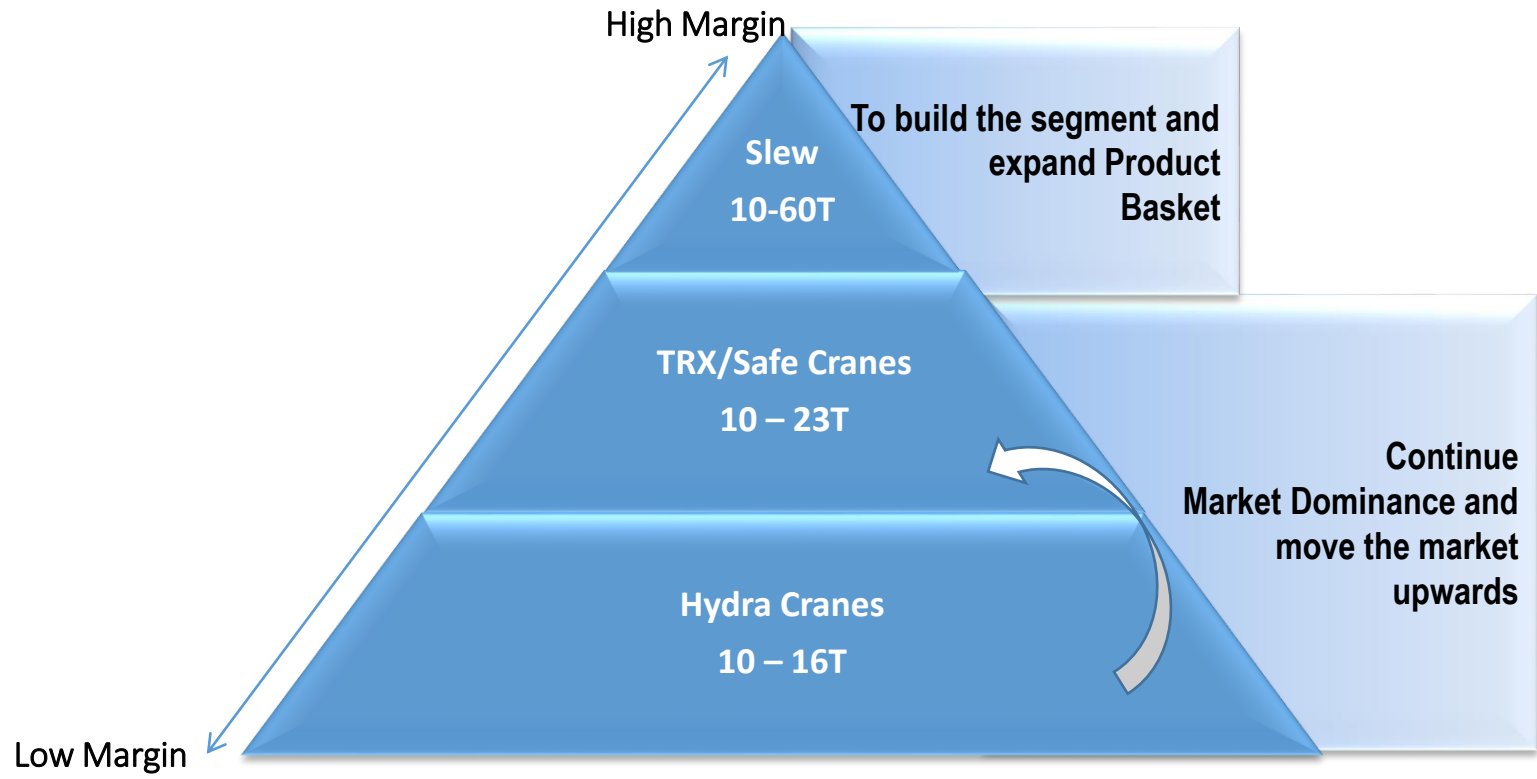 High Margin
To build the segment and
expand Product
Basket
Slew
10-60T
TRX/Safe Cranes
10 – 23T
Continue
Market Dominance and
move the market
upwards
Hydra Cranes
10 – 16T
Low Margin